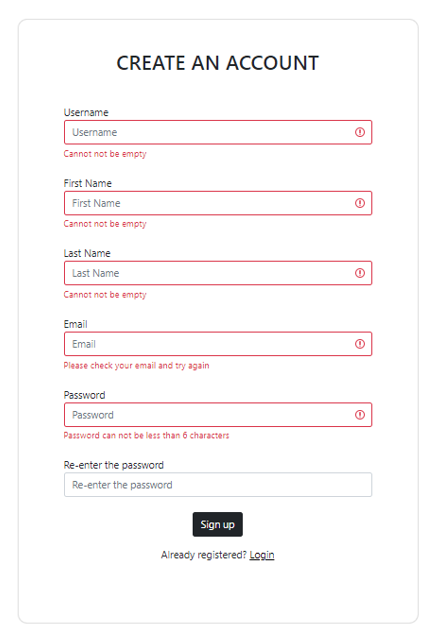 CREATE AN ACCOUNT
Username
Username
Cannot not be empty
First Name
First Name
Cannot not be empty
Last Name
Last Name
Cannot not be empty
Email
Email
Please check your email and try again
Password
Password
Password can not be less than 6 characters
Re-enter the password
Re-enter the password
Sign up
Already registered? Login